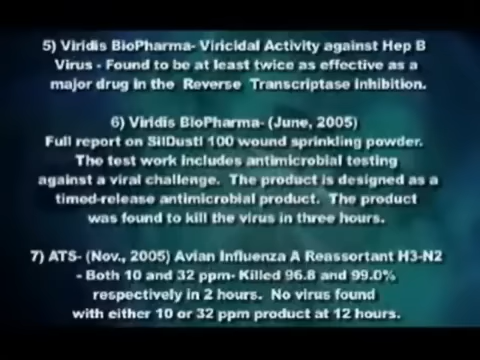 5) Viridis BioPharma- Viricidal Activity against Hep B
Virus - Found to be at least twice as effective as a
major drug in the Reverse Transcriptase Inhibition.
6) Viridis BioPharma- (June, 2005)
Full report on SilDust! 100 wound sprinkling powder.
The test work includes antimicrobial testing
against a viral challenge. The product is designed as a
timed-release antimicrobial product. The product
was found to kill the virus in three hours.
7) ATS- (Nov., 2005) Avian Influenza A Reassortant H3-N2
- Both 10 and 32 ppm- Killed 96.8 and 99.0%
respectively in 2 hours. No virus found
with either 10 or 32 ppm product at 12 hours.